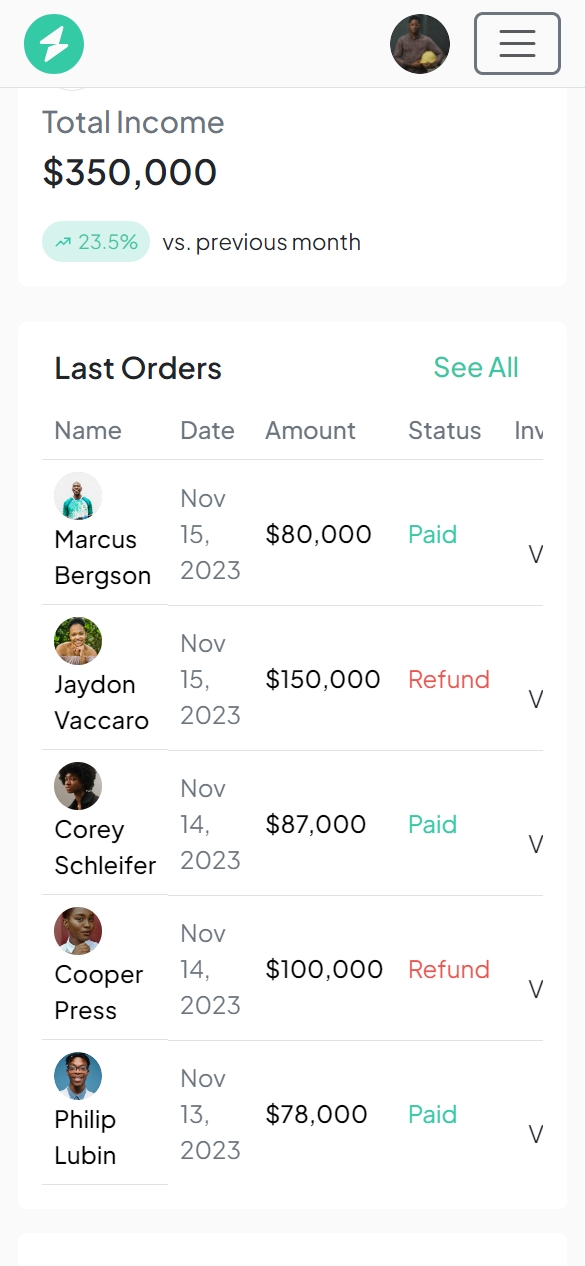 Total Income
$350,000
23.5% vs. previous month
Last Orders See All
Name Date Amount Status Inv
Marcus Bergson Nov 15, 2023 $80,000 Paid V
Jaydon Vaccaro Nov 15, 2023 $150,000 Refund V
Corey Schleifer Nov 14, 2023 $87,000 Paid V
Cooper Press Nov 14, 2023 $100,000 Refund V
Philip Lubin Nov 13, 2023 $78,000 Paid V